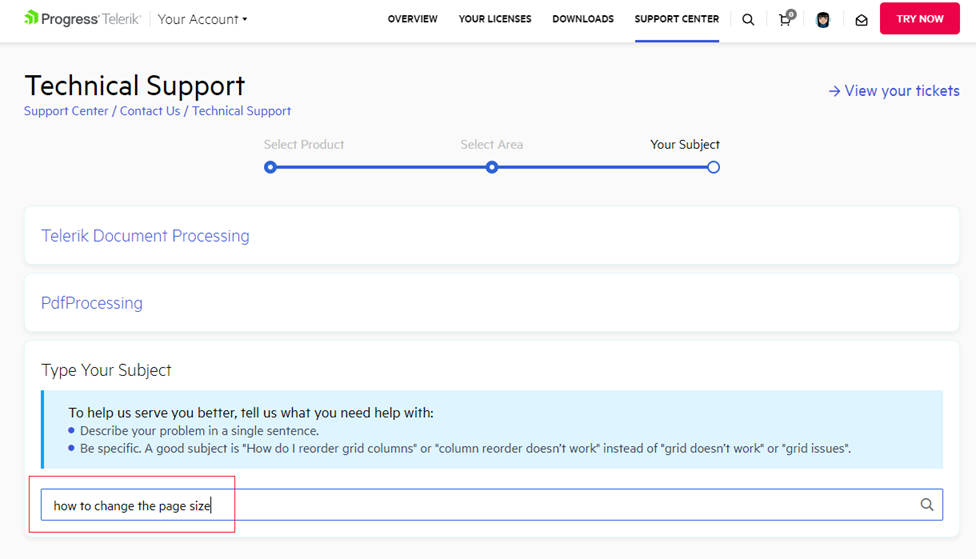 Progress Telerik Your Account OVERVIEW YOUR LICENSES DOWNLOADS SUPPORT CENTER 0 TRY NOW
Technical Support
→ View your tickets
Support Center / Contact Us / Technical Support
Select Product Select Area Your Subject
Telerik Document Processing
PdfProcessing
Type Your Subject
To help us serve you better, tell us what you need help with:
Describe your problem in a single sentence.
Be specific. A good subject is "How do I reorder grid columns" or "column reorder doesn't work" instead of "grid doesn't work" or "grid issues".
how to change the page size